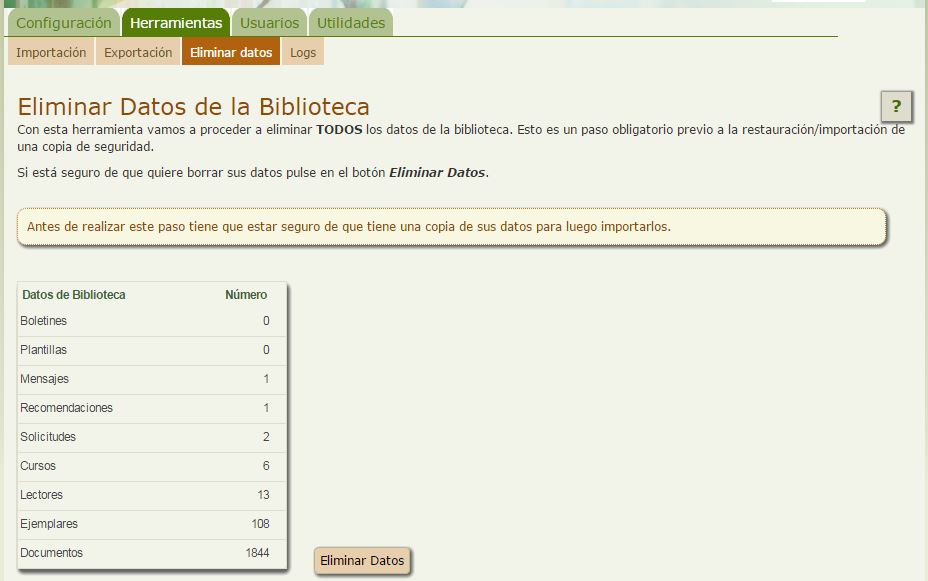 Configuración Herramientas Usuarios Utilidades
Importación Exportación Eliminar datos Logs
Eliminar Datos de la Biblioteca
?
Con esta herramienta vamos a proceder a eliminar TODOS los datos de la biblioteca. Esto es un paso obligatorio previo a la restauración/importación de
una copia de seguridad.
Si está seguro de que quiere borrar sus datos pulse en el botón Eliminar Datos.
Antes de realizar este paso tiene que estar seguro de que tiene una copia de sus datos para luego importarlos.
Datos de Biblioteca Número
Boletines 0
Plantillas 0
Mensajes 1
Recomendaciones 1
Solicitudes 2
Cursos 6
Lectores 13
Ejemplares 108
Documentos 1844
Eliminar Datos